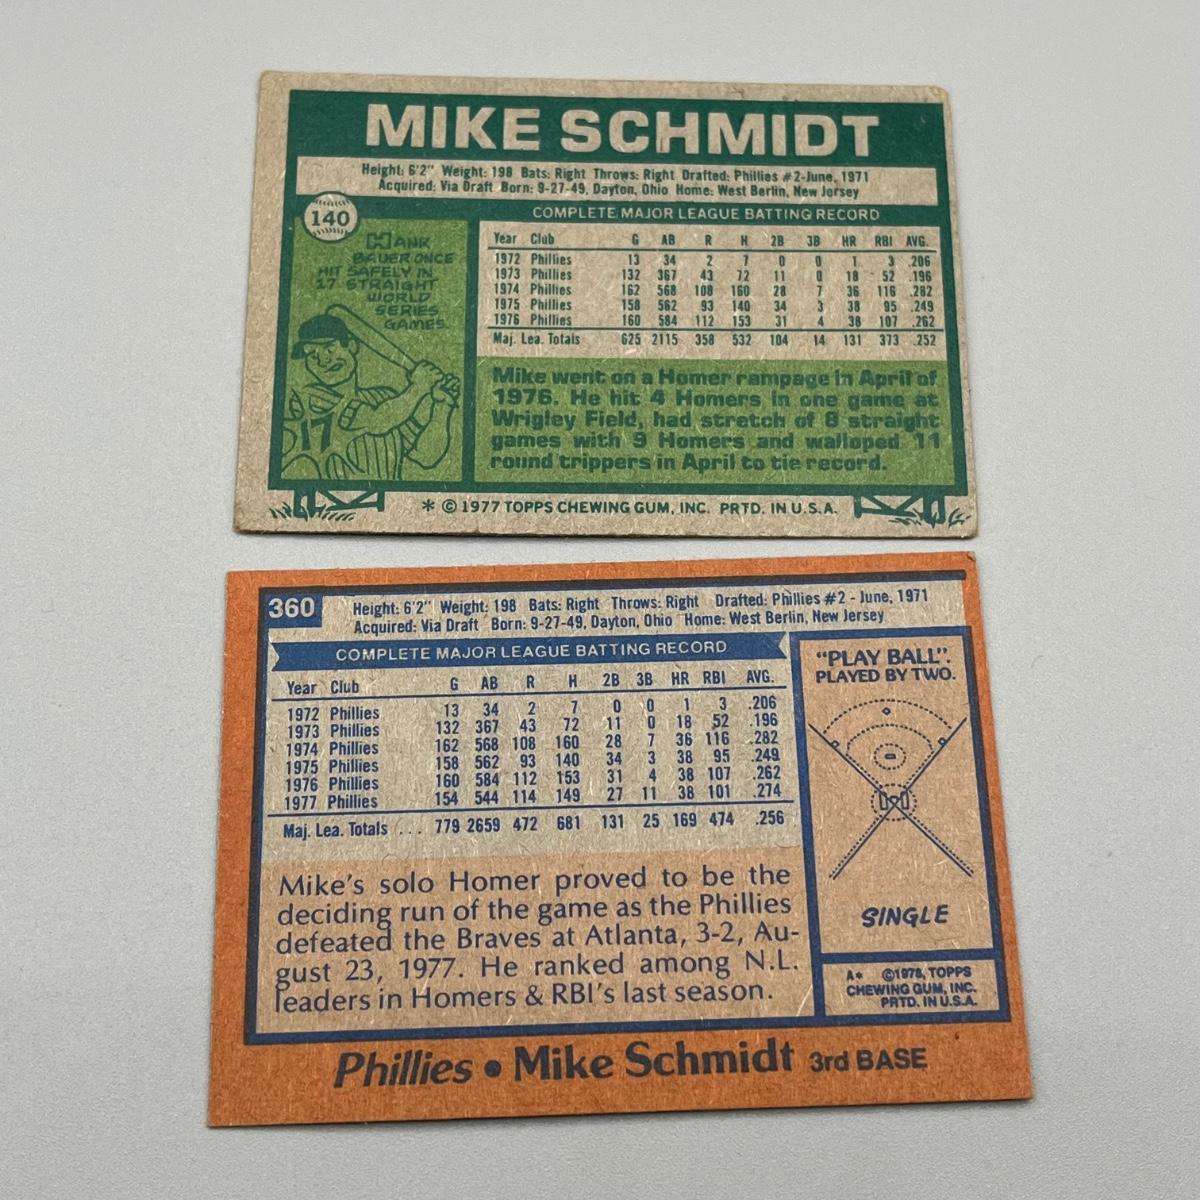 MIKE SCHMIDT
Height: 6'2" Weight: 198 Bats: Right Throws: Right Drafted: Phillies #2-June, 1971
Acquired: Via Draft Born: 9-27-49, Dayton, Ohio Home: West Berlin, New Jersey
140
HANK
BAUER ONCE
HIT SAFELY IN
17 STRAIGHT
WORLD
SERIES
GAMES.
17
COMPLETE MAJOR LEAGUE BATTING RECORD
Year Club G AB R H 2B 3B HR RBI AVG.
1972 Phillies 13 34 2 7 0 0 1 3 .206
1973 Phillies 132 367 43 72 11 0 18 52 .196
1974 Phillies 162 568 108 160 28 7 36 116 .282
1975 Phillies 158 562 93 140 34 3 38 95 .249
1976 Phillies 160 584 112 153 31 4 38 107 .262
Maj. Lea. Totals 625 2115 358 532 104 14 131 373 .252
Mike went on a Homer rampage in April of
1976. He hit 4 Homers in one game at
Wrigley Field, had stretch of 8 straight
games with 9 Homers and walloped 11
round trippers in April to tie record.
* © 1977 TOPPS CHEWING GUM, INC. PRTD. IN U.S.A.
360
Height: 6'2" Weight: 198 Bats: Right Throws: Right Drafted: Phillies #2 - June, 1971
Acquired: Via Draft Born: 9-27-49, Dayton, Ohio Home: West Berlin, New Jersey
COMPLETE MAJOR LEAGUE BATTING RECORD
Year Club G AB R H 2B 3B HR RBI AVG.
1972 Phillies 13 34 2 7 0 0 1 3 .206
1973 Phillies 132 367 43 72 11 0 18 52 .196
1974 Phillies 162 568 108 160 28 7 36 116 .282
1975 Phillies 158 562 93 140 34 3 38 95 .249
1976 Phillies 160 584 112 153 31 4 38 107 .262
1977 Phillies 154 544 114 149 27 11 38 101 .274
Maj. Lea. Totals . . . 779 2659 472 681 131 25 169 474 .256
Mike's solo Homer proved to be the
deciding run of the game as the Phillies
defeated the Braves at Atlanta, 3-2, Au-
gust 23, 1977. He ranked among N.L.
leaders in Homers & RBI's last season.
"PLAY BALL".
PLAYED BY TWO.
SINGLE
A* ©1978, TOPPS
CHEWING GUM, INC.
PRTD. IN U.S.A.
Phillies • Mike Schmidt 3rd BASE